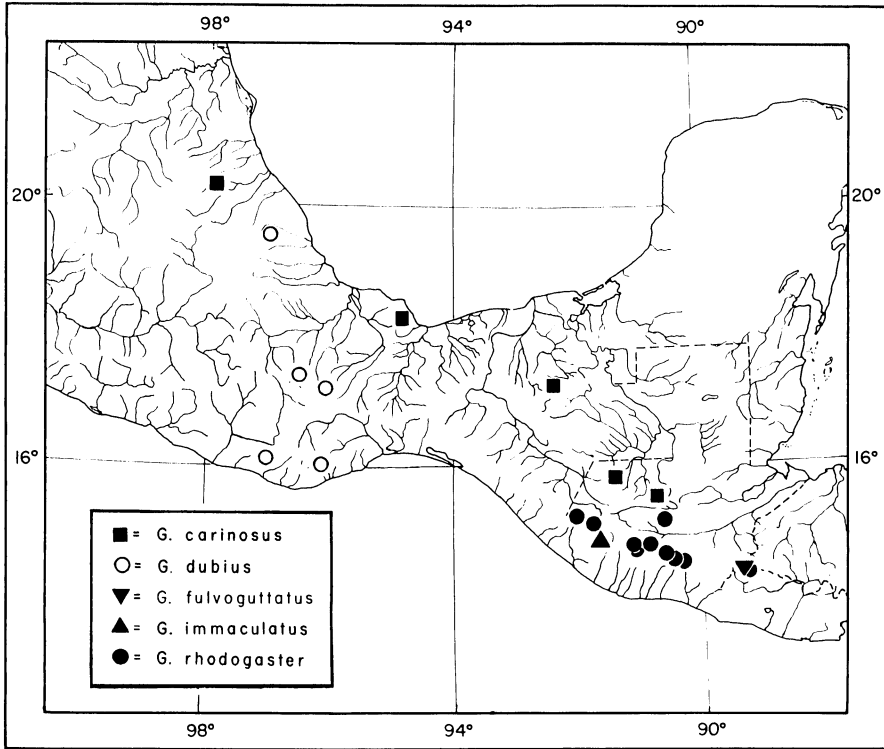 98° 94° 90°
20° 20°
16° 16°
■ = G. carinosus
○ = G. dubius
▼ = G. fulvoguttatus
▲ = G. immaculatus
● = G. rhodogaster
98° 94° 90°